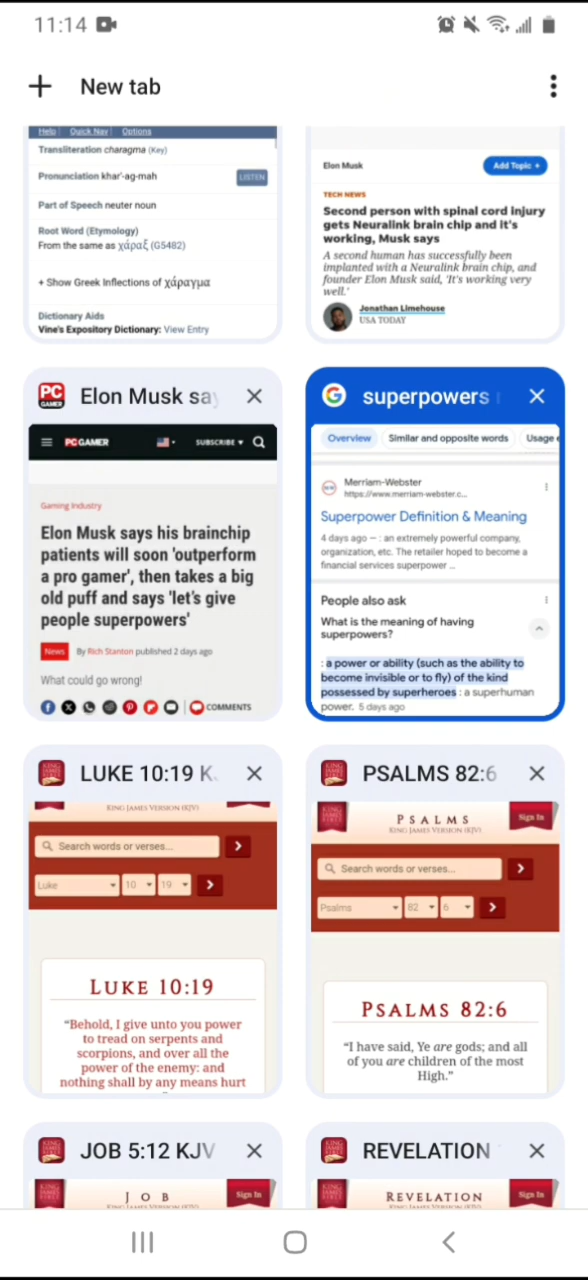 11:14
New tab
Help Quick Nav Options
Transliteration charagma (Key)
Pronunciation khar'-ag-mah
LISTEN
Part of Speech neuter noun
Root Word (Etymology)
From the same as χάραξ (G5482)
+ Show Greek Inflections of χάραγμα
Dictionary Aids
Vine's Expository Dictionary: View Entry
Elon Musk
Add Topic +
TECH NEWS
Second person with spinal cord injury
gets Neuralink brain chip and it's
working, Musk says
A second human has successfully been
implanted with a Neuralink brain chip, and
founder Elon Musk said, 'It's working very
well.'
Jonathan Limehouse
USA TODAY
PC GAMER
Elon Musk say
PC GAMER
SUBSCRIBE
Gaming Industry
Elon Musk says his brainchip
patients will soon 'outperform
a pro gamer', then takes a big
old puff and says 'let's give
people superpowers'
News By Rich Stanton published 2 days ago
What could go wrong!
COMMENTS
superpowers
Overview Similar and opposite words Usage e
Merriam-Webster
https://www.merriam-webster.c...
Superpower Definition & Meaning
4 days ago — : an extremely powerful company,
organization, etc. The retailer hoped to become a
financial services superpower ...
People also ask
What is the meaning of having
superpowers?
: a power or ability (such as the ability to
become invisible or to fly) of the kind
possessed by superheroes : a superhuman
power. 5 days ago
LUKE 10:19 K
KING JAMES VERSION (KJV)
Search words or verses...
Luke 10 19
LUKE 10:19
“Behold, I give unto you power
to tread on serpents and
scorpions, and over all the
power of the enemy: and
nothing shall by any means hurt
PSALMS 82:6
PSALMS
KING JAMES VERSION (KJV)
Sign In
Search words or verses...
Psalms 82 6
PSALMS 82:6
“I have said, Ye are gods; and all
of you are children of the most
High.”
JOB 5:12 KJV
JOB
Sign In
REVELATION
REVELATION
Sign In